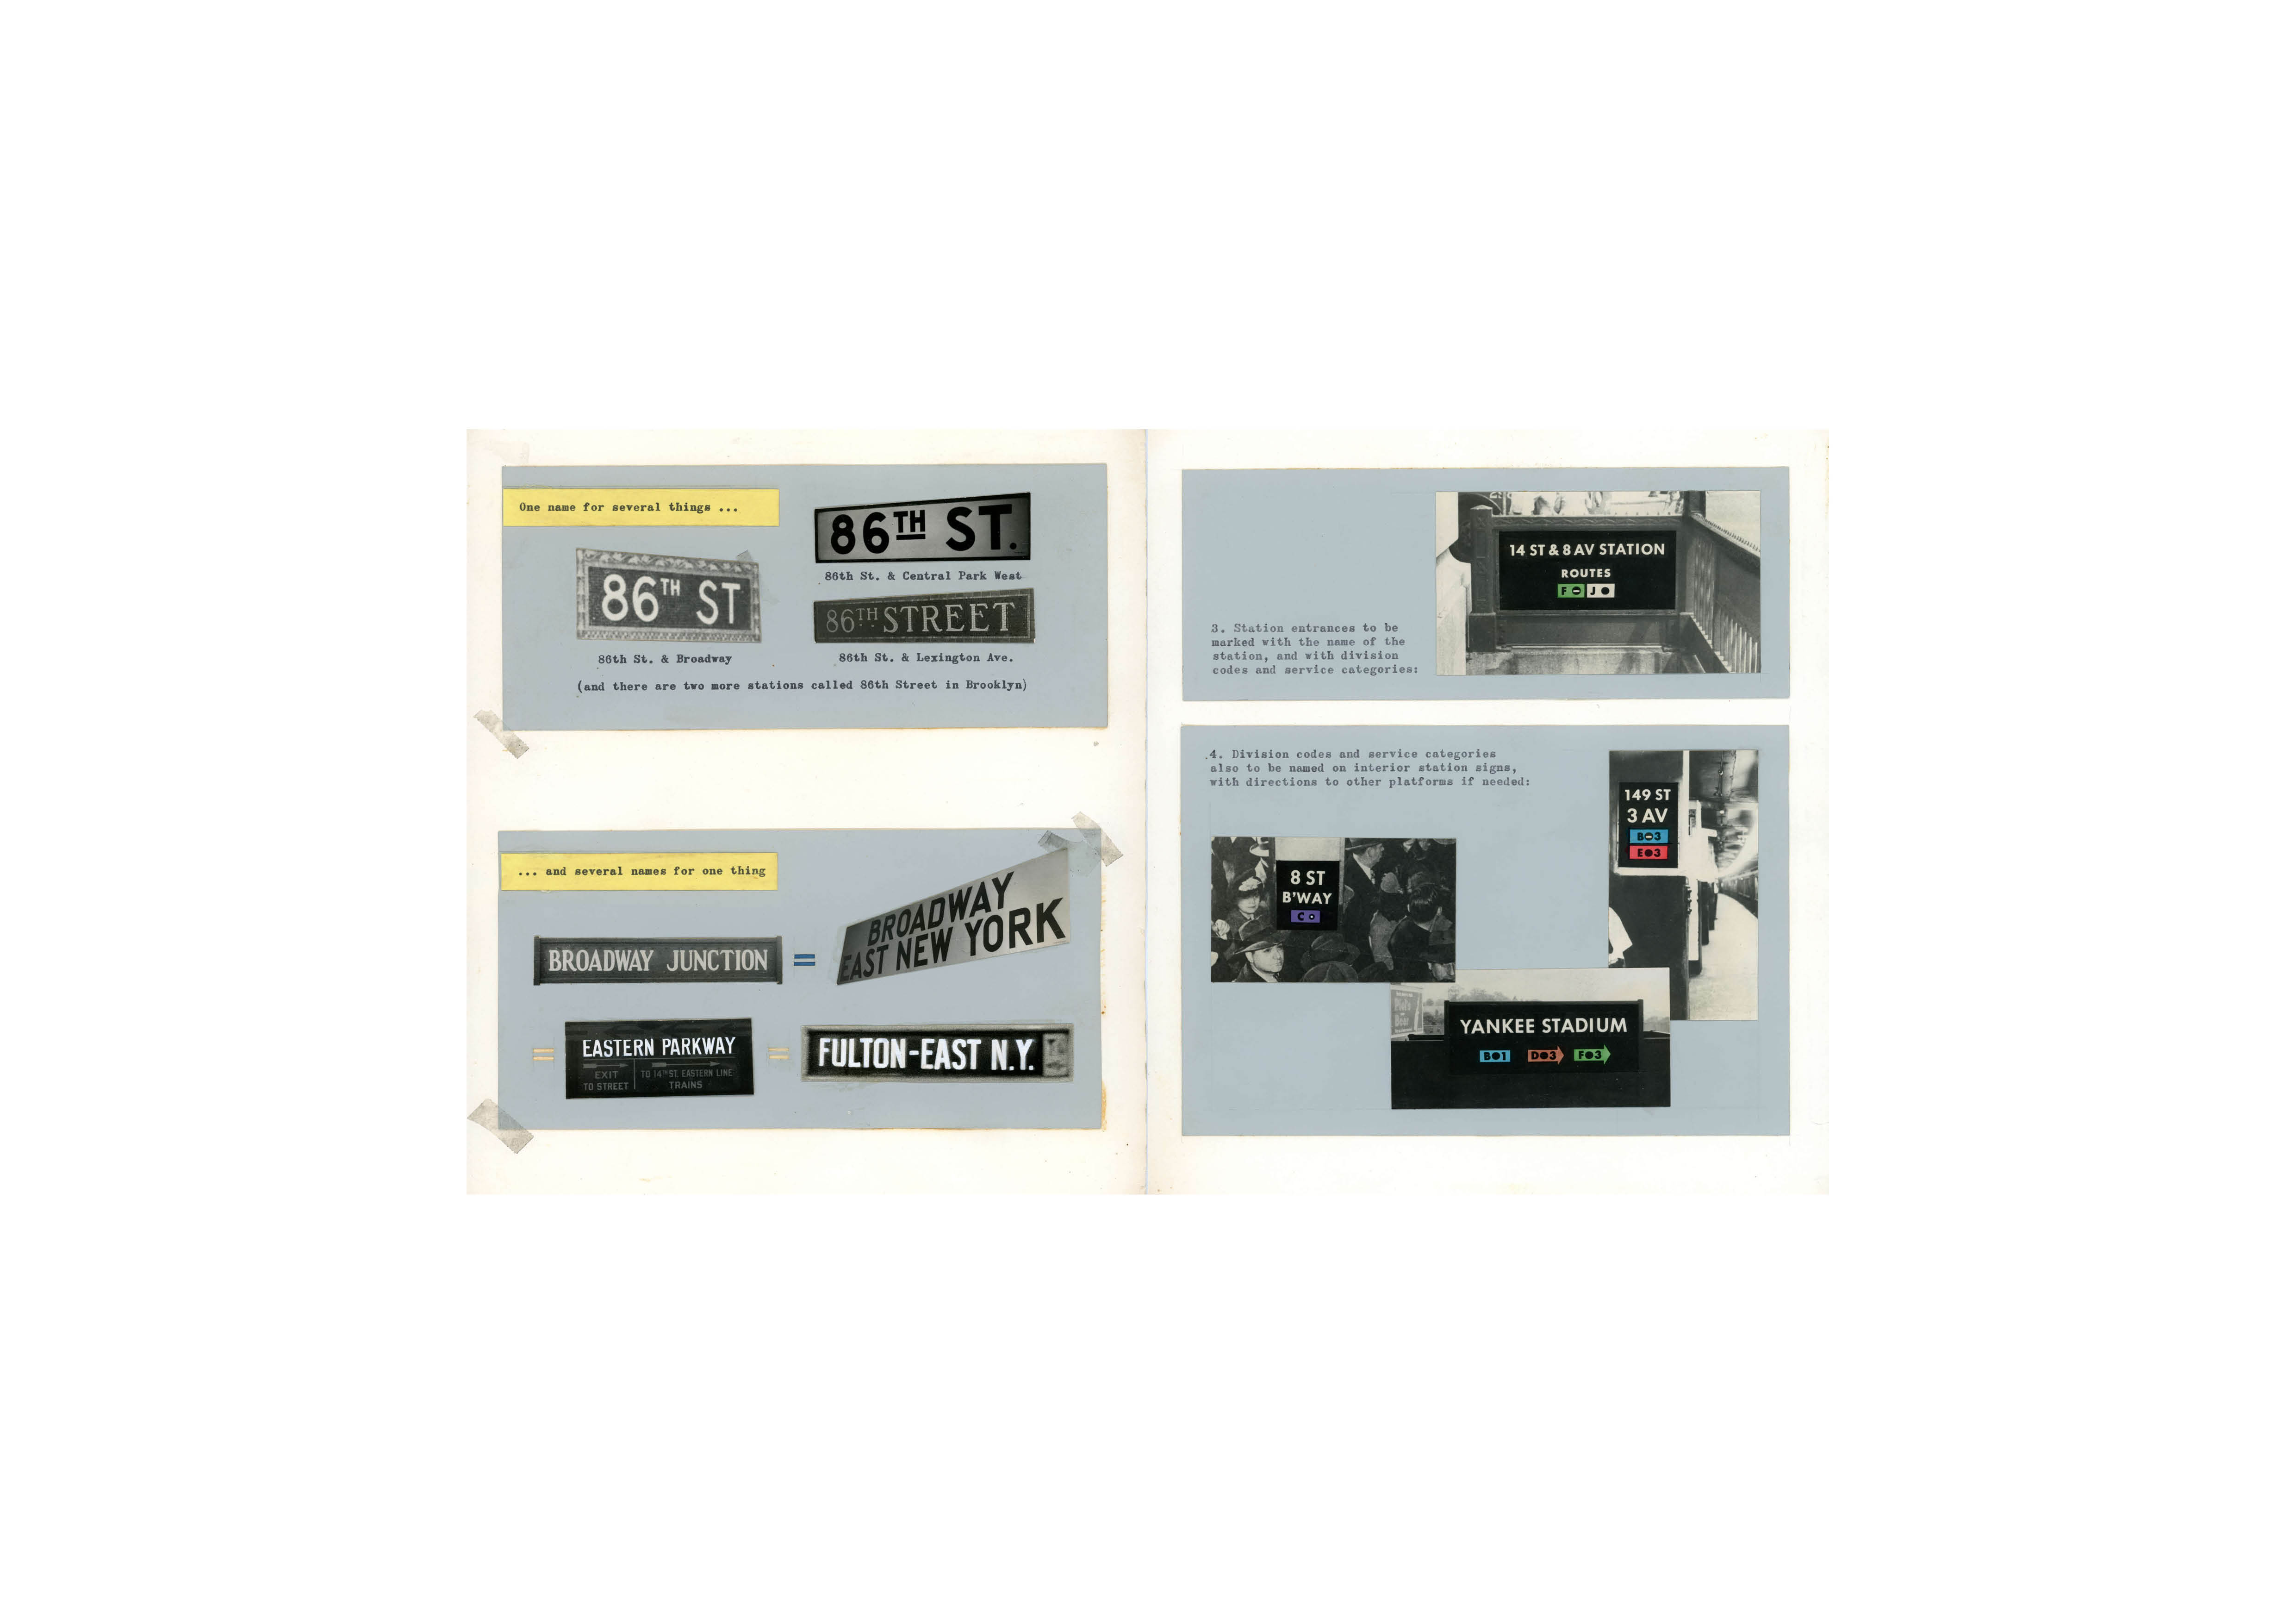 One name for several things ...
86TH ST
86th St. & Broadway
86TH ST.
86th St. & Central Park West
86TH STREET
86th St. & Lexington Ave.
(and there are two more stations called 86th Street in Brooklyn)
... and several names for one thing
BROADWAY JUNCTION
=
BROADWAY
EAST NEW YORK
=
EASTERN PARKWAY
EXIT
TO STREET
TO 14TH ST. EASTERN LINE
TRAINS
=
FULTON-EAST N.Y.
3. Station entrances to be
marked with the name of the
station, and with division
codes and service categories:
14 ST & 8 AV STATION
ROUTES
F J
4. Division codes and service categories
also to be named on interior station signs,
with directions to other platforms if needed:
8 ST
B'WAY
C
149 ST
3 AV
B 3
E 3
YANKEE STADIUM
B 1 D 3 F 3